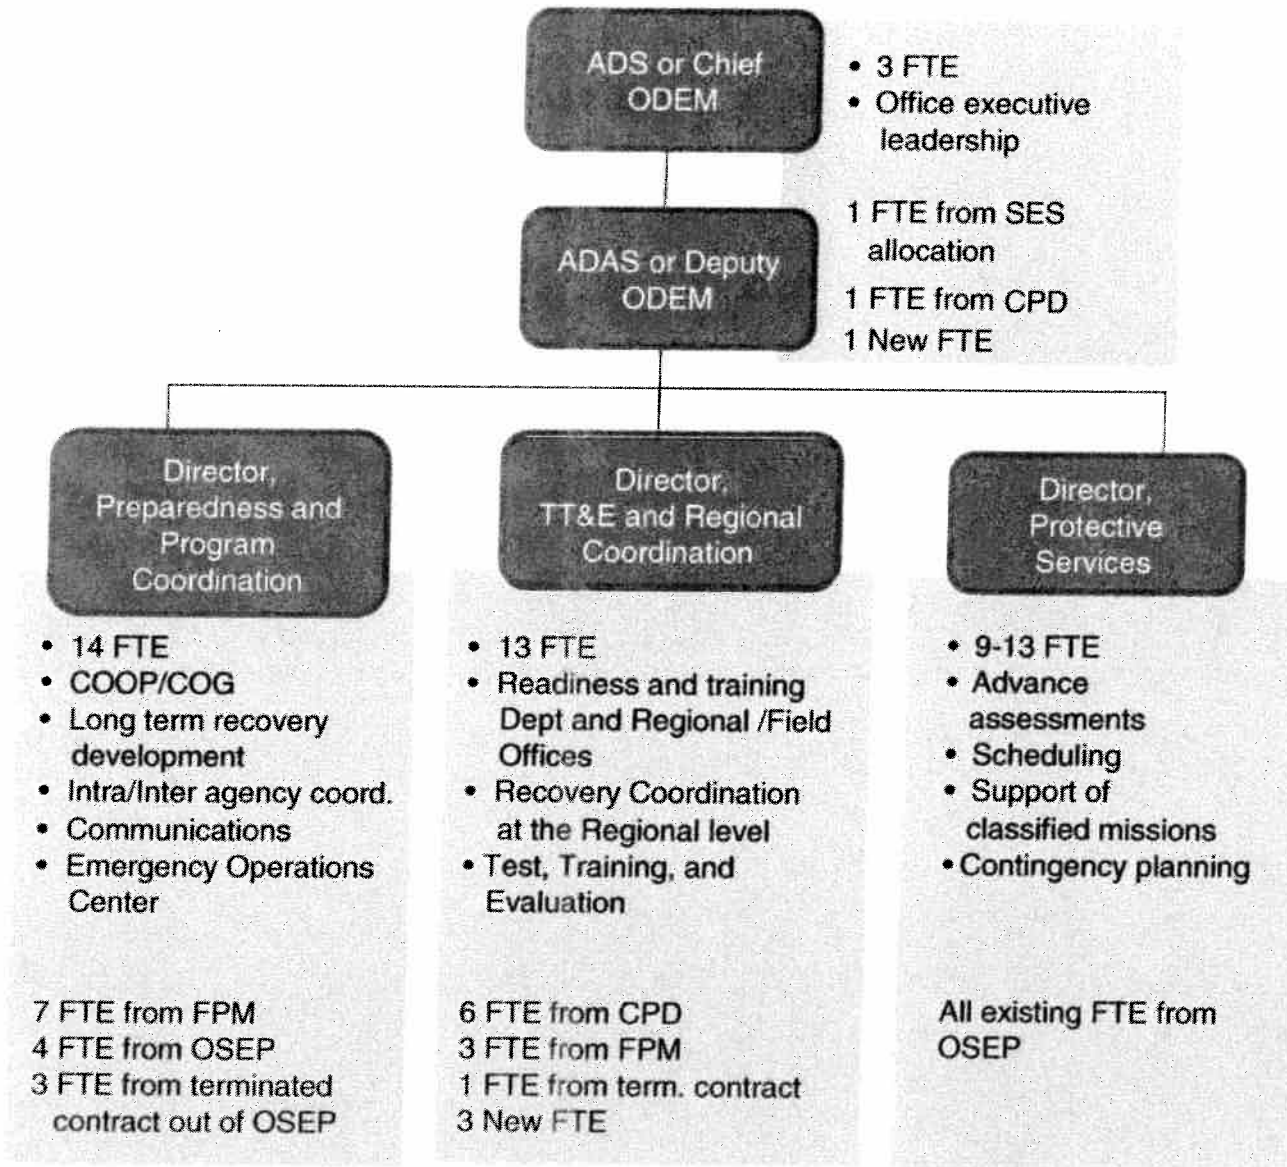 ADS or Chief
ODEM
• 3 FTE
• Office executive
leadership
ADAS or Deputy
ODEM
1 FTE from SES
allocation
1 FTE from CPD
1 New FTE
Director,
Preparedness and
Program
Coordination
• 14 FTE
• COOP/COG
• Long term recovery
development
• Intra/Inter agency coord.
• Communications
• Emergency Operations
Center
7 FTE from FPM
4 FTE from OSEP
3 FTE from terminated
contract out of OSEP
Director,
TT&E and Regional
Coordination
• 13 FTE
• Readiness and training
Dept and Regional /Field
Offices
• Recovery Coordination
at the Regional level
• Test, Training, and
Evaluation
6 FTE from CPD
3 FTE from FPM
1 FTE from term. contract
3 New FTE
Director,
Protective
Services
• 9-13 FTE
• Advance
assessments
• Scheduling
• Support of
classified missions
• Contingency planning
All existing FTE from
OSEP